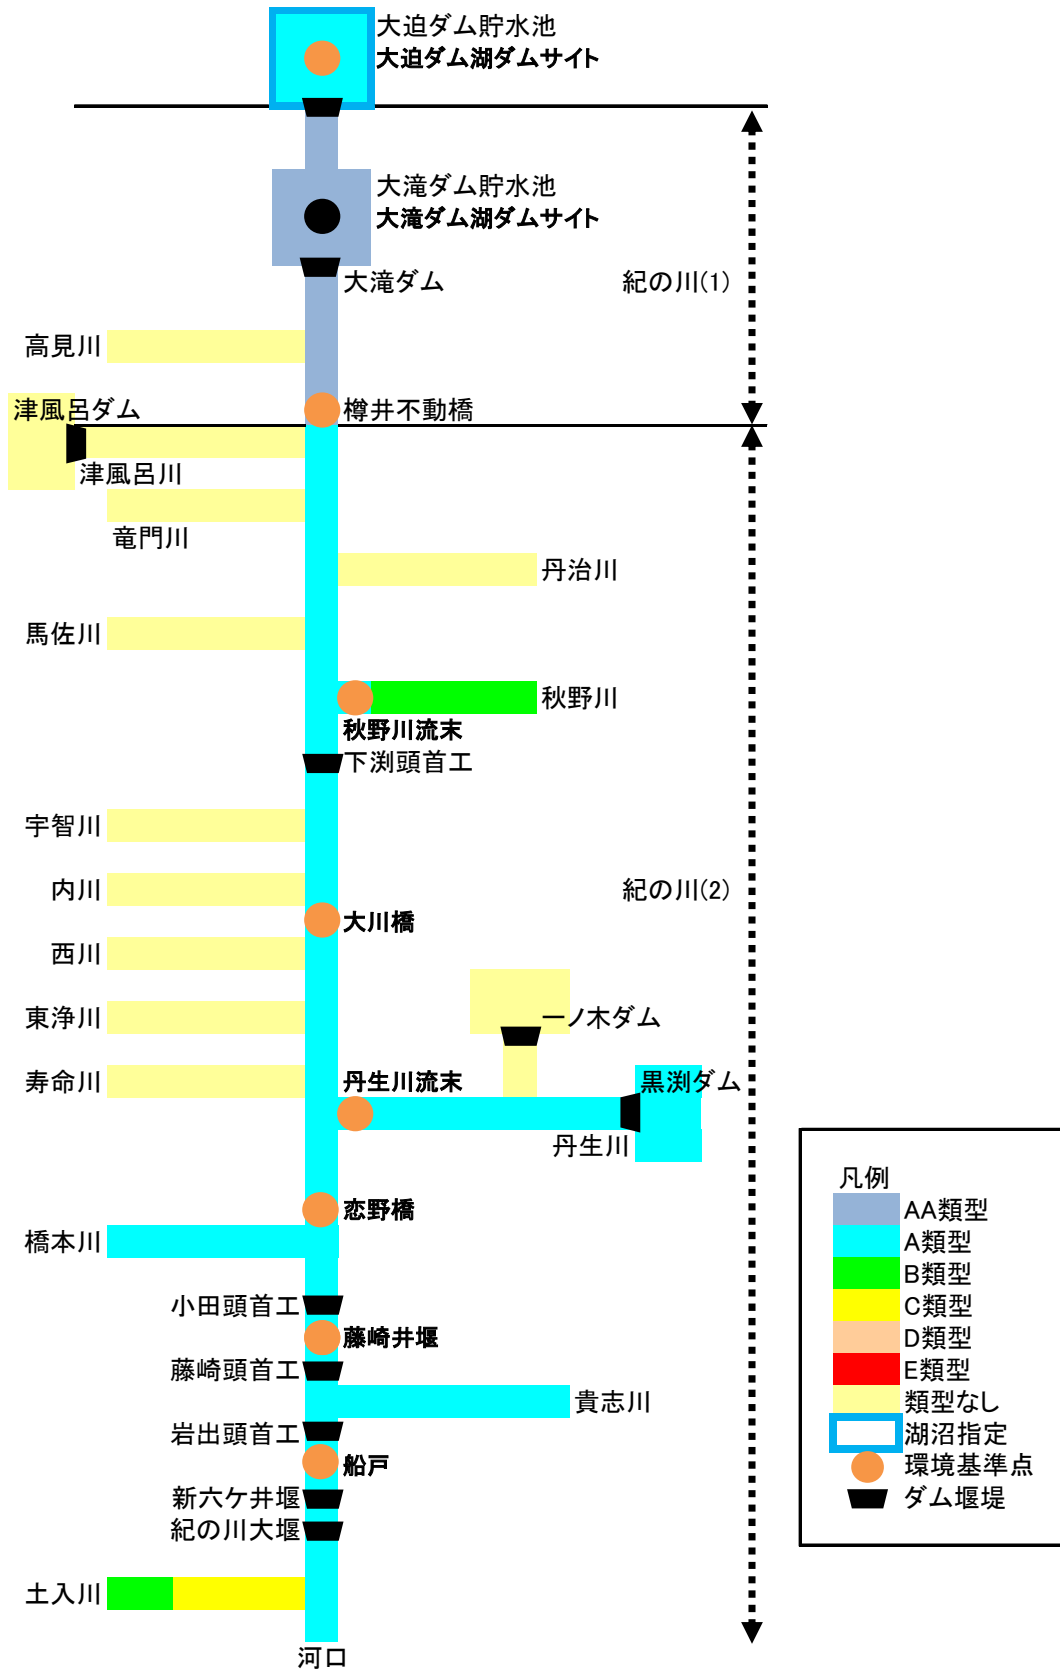 大迫ダム貯水池
大迫ダム湖ダムサイト
大滝ダム貯水池
大滝ダム湖ダムサイト
大滝ダム
紀の川(1)
高見川
樽井不動橋
津風呂ダム
津風呂川
竜門川
丹治川
馬佐川
秋野川
秋野川流末
下渕頭首工
宇智川
内川
紀の川(2)
大川橋
西川
東浄川
一ノ木ダム
寿命川
丹生川流末
黒渕ダム
丹生川
恋野橋
橋本川
小田頭首工
藤崎井堰
藤崎頭首工
貴志川
岩出頭首工
船戸
新六ケ井堰
紀の川大堰
土入川
河口
凡例
AA類型
A類型
B類型
C類型
D類型
E類型
類型なし
湖沼指定
環境基準点
ダム堰堤